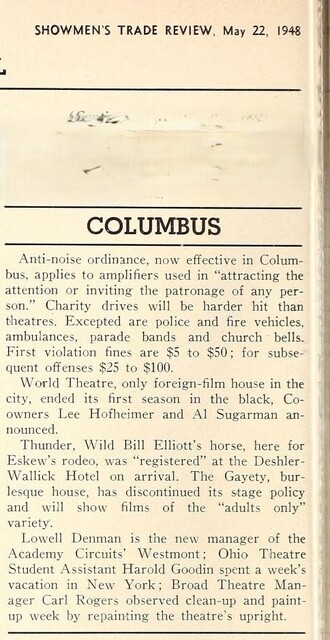 SHOWMEN'S TRADE REVIEW, May 22, 1948
COLUMBUS
Anti-noise ordinance, now effective in Colum-
bus, applies to amplifiers used in "attracting the
attention or inviting the patronage of any per-
son." Charity drives will be harder hit than
theatres. Excepted are police and fire vehicles,
ambulances, parade bands and church bells.
First violation fines are $5 to $50; for subse-
quent offenses $25 to $100.
World Theatre, only foreign-film house in the
city, ended its first season in the black, Co-
owners Lee Hofheimer and Al Sugarman an-
nounced.
Thunder, Wild Bill Elliott's horse, here for
Eskew's rodeo, was "registered" at the Deshler-
Wallick Hotel on arrival. The Gayety, bur-
lesque house, has discontinued its stage policy
and will show films of the "adults only"
variety.
Lowell Denman is the new manager of the
Academy Circuits' Westmont; Ohio Theatre
Student Assistant Harold Goodin spent a week's
vacation in New York; Broad Theatre Man-
ager Carl Rogers observed clean-up and paint-
up week by repainting the theatre's upright.